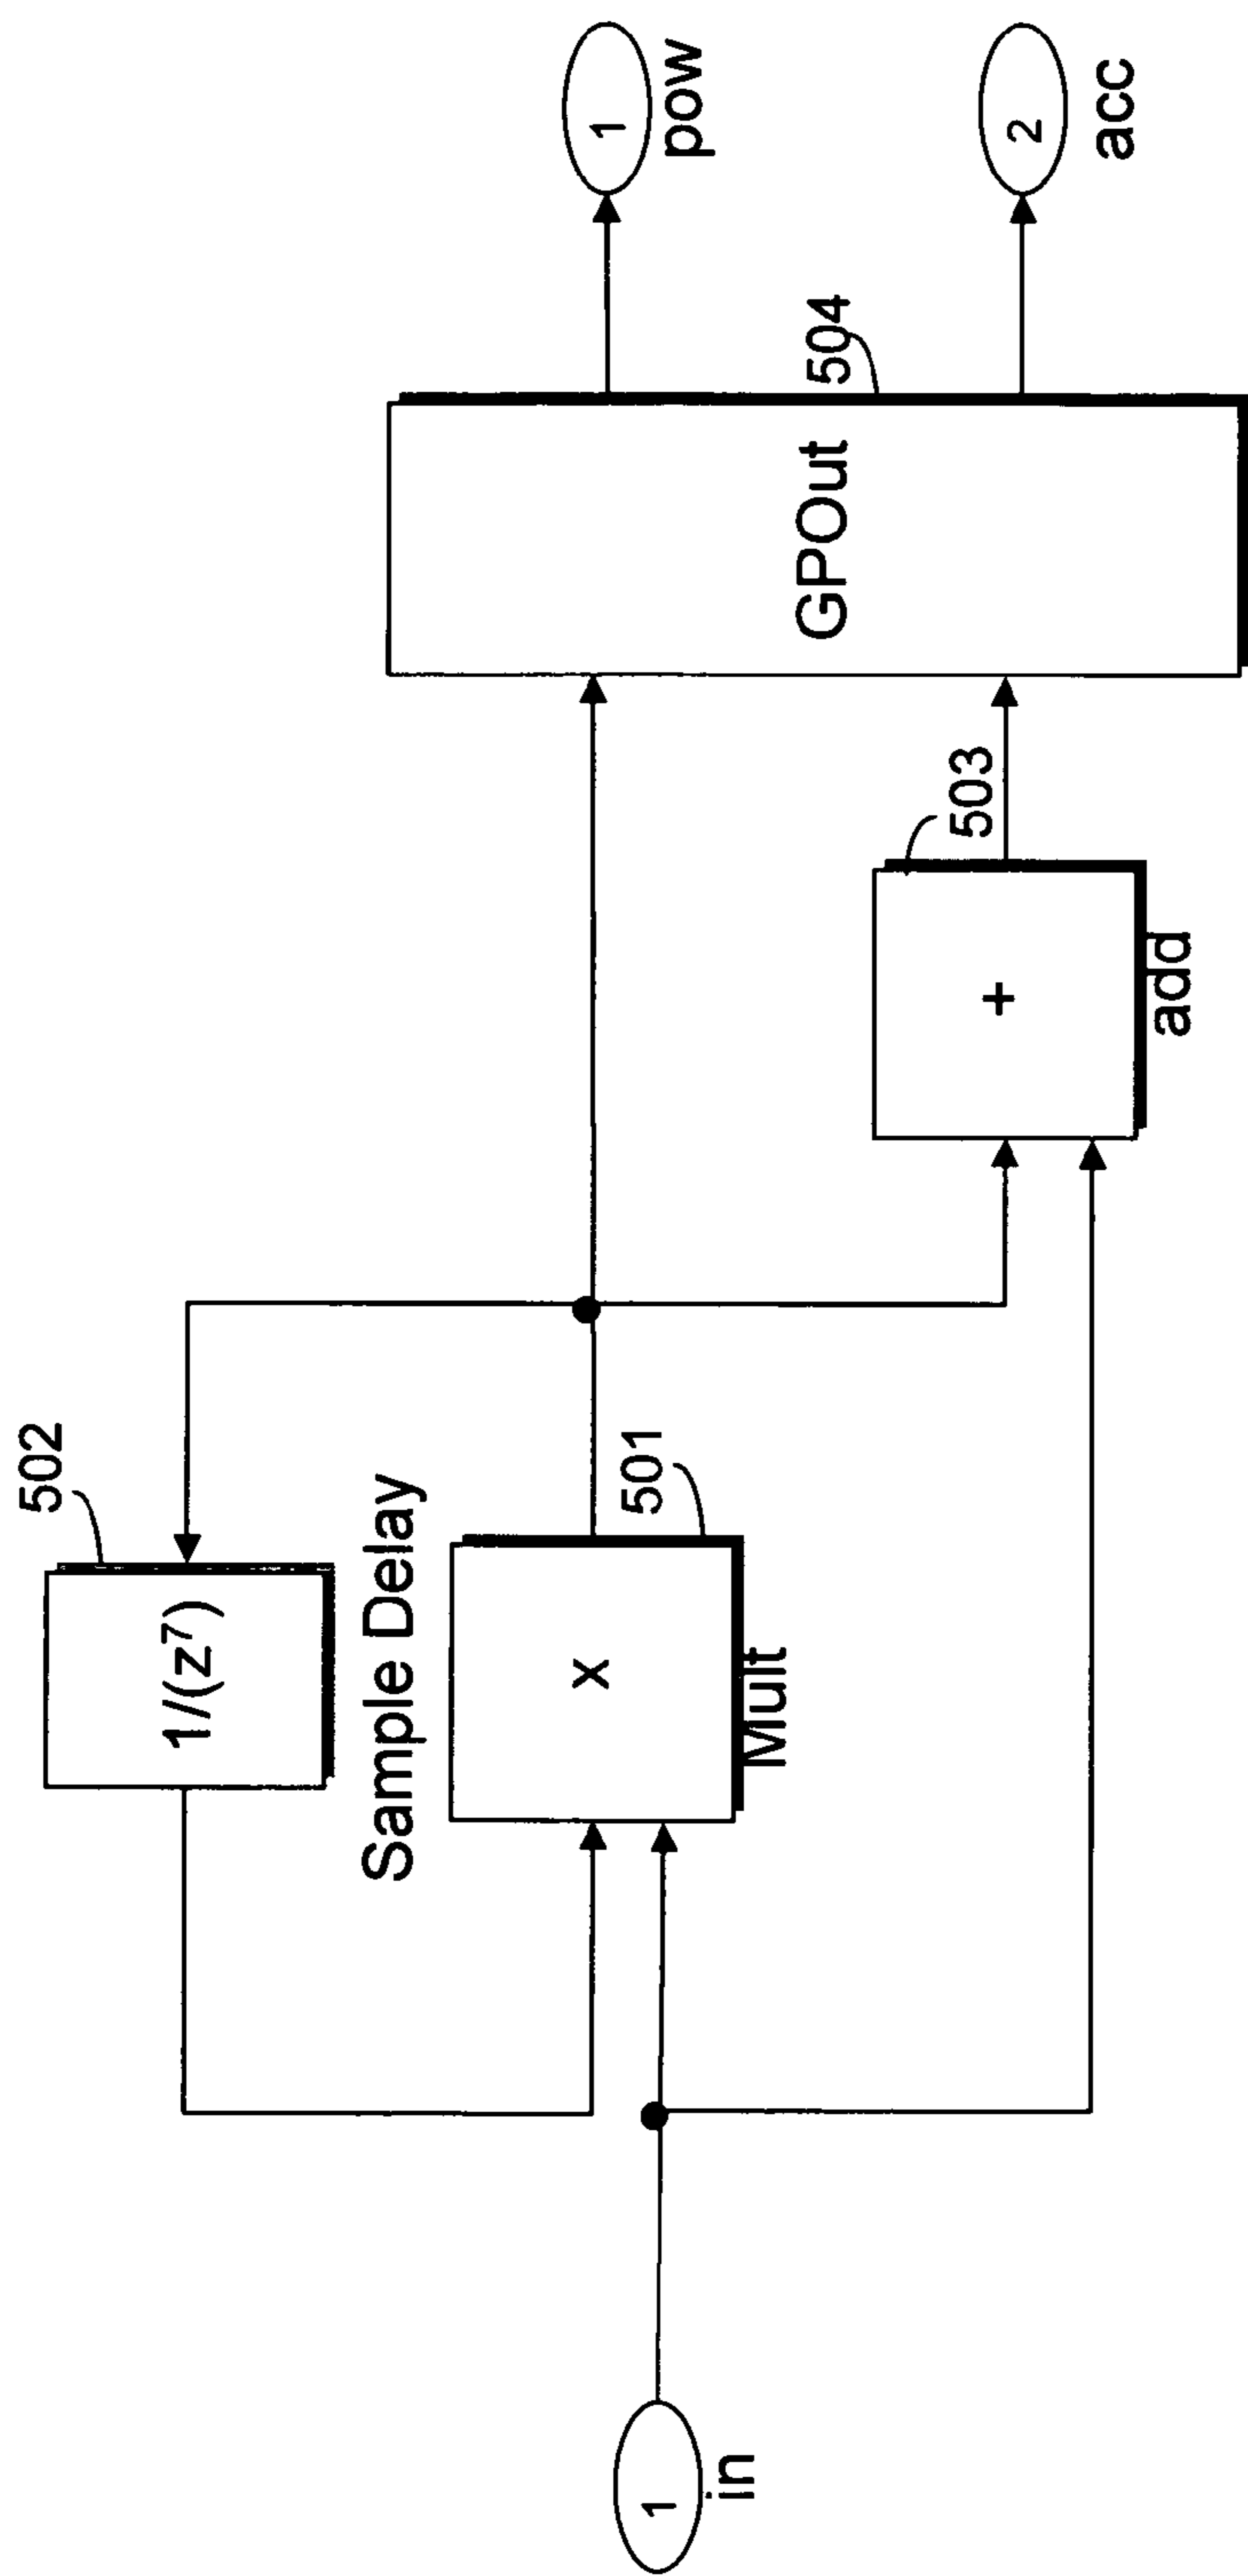 502
1/(z⁷)
Sample Delay
1
in
x
501
Mult
+
503
add
GPOut
504
1
pow
2
acc